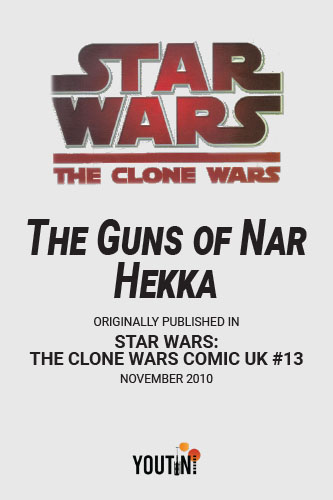 STAR
WARS
THE CLONE WARS
THE GUNS OF NAR
HEKKA
ORIGINALLY PUBLISHED IN
STAR WARS:
THE CLONE WARS COMIC UK #13
NOVEMBER 2010
YOUTINI